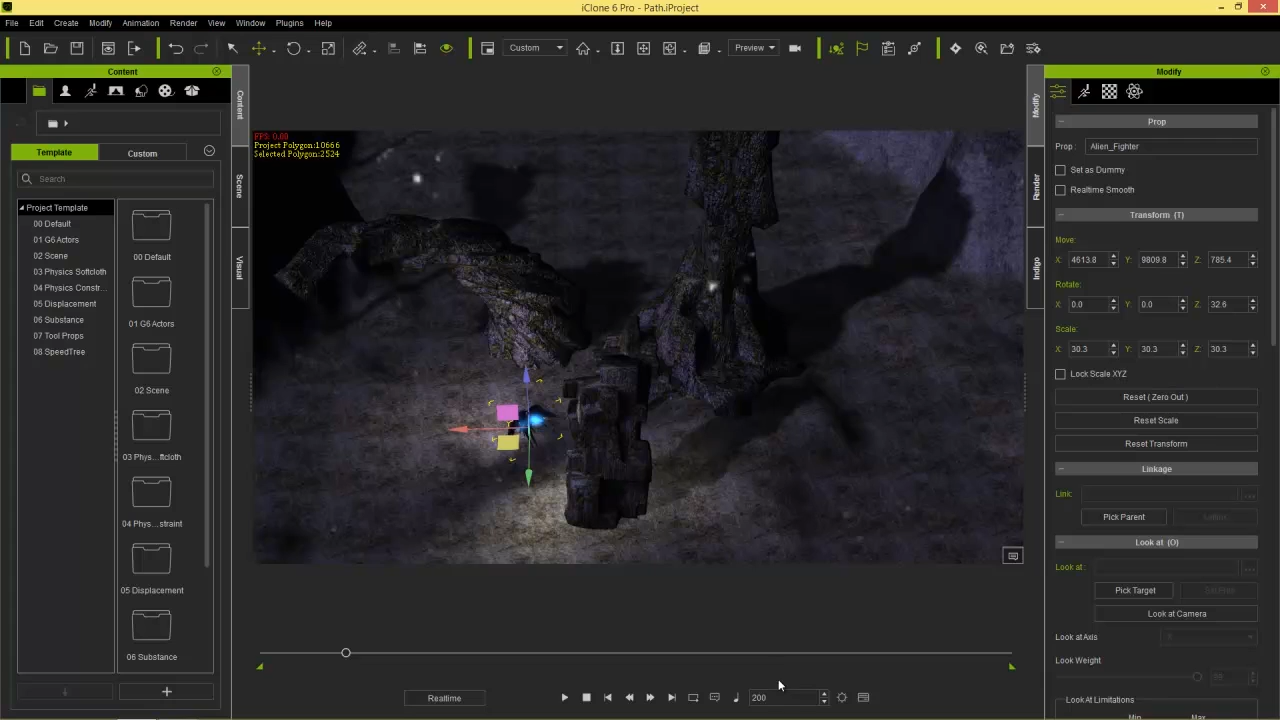 iClone 6 Pro - Path.iProject
File Edit Create Modify Animation Render View Window Plugins Help
Custom Preview
Content
Template Custom
Search
Project Template
00 Default
01 G6 Actors
02 Scene
03 Physics Softcloth
04 Physics Constr...
05 Displacement
06 Substance
07 Tool Props
08 SpeedTree
00 Default
01 G6 Actors
02 Scene
03 Phys...ftcloth
04 Phys...straint
05 Displacement
06 Substance
Content
Scene
Visual
Project Polygon:10666
Selected Polygon:2524
Realtime
200
Modify
Render
Indigo
Modify
Prop
Prop : Alien_Fighter
Set as Dummy
Realtime Smooth
Transform (T)
Move:
X: 4613.8 Y: 9809.8 Z: 785.4
Rotate:
X: 0.0 Y: 0.0 Z: 32.6
Scale:
X: 30.3 Y: 30.3 Z: 30.3
Lock Scale XYZ
Reset ( Zero Out )
Reset Scale
Reset Transform
Linkage
Link: ...
Pick Parent
Look at (O)
Look at: ...
Pick Target Set Free
Look at Camera
Look at Axis
Look Weight
Look At Limitations
Min Max